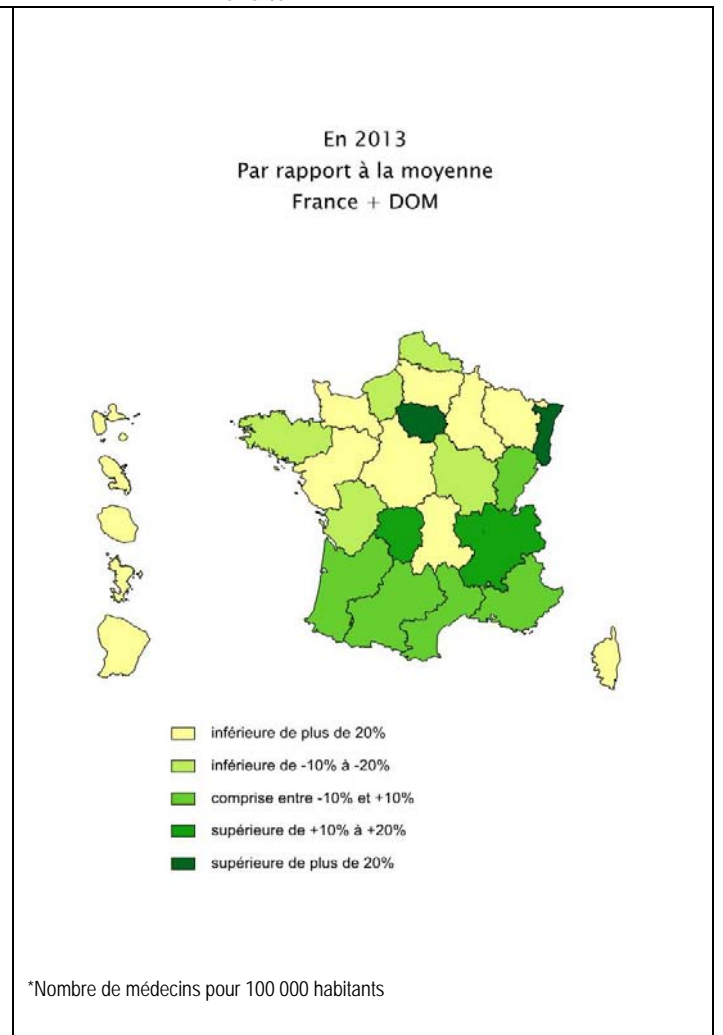 En 2013
Par rapport à la moyenne
France + DOM
inférieure de plus de 20%
inférieure de -10% à -20%
comprise entre -10% et +10%
supérieure de +10% à +20%
supérieure de plus de 20%
*Nombre de médecins pour 100 000 habitants